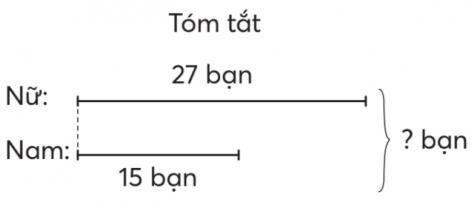 Tóm tắt
27 bạn
Nữ:
? bạn
Nam:
15 bạn